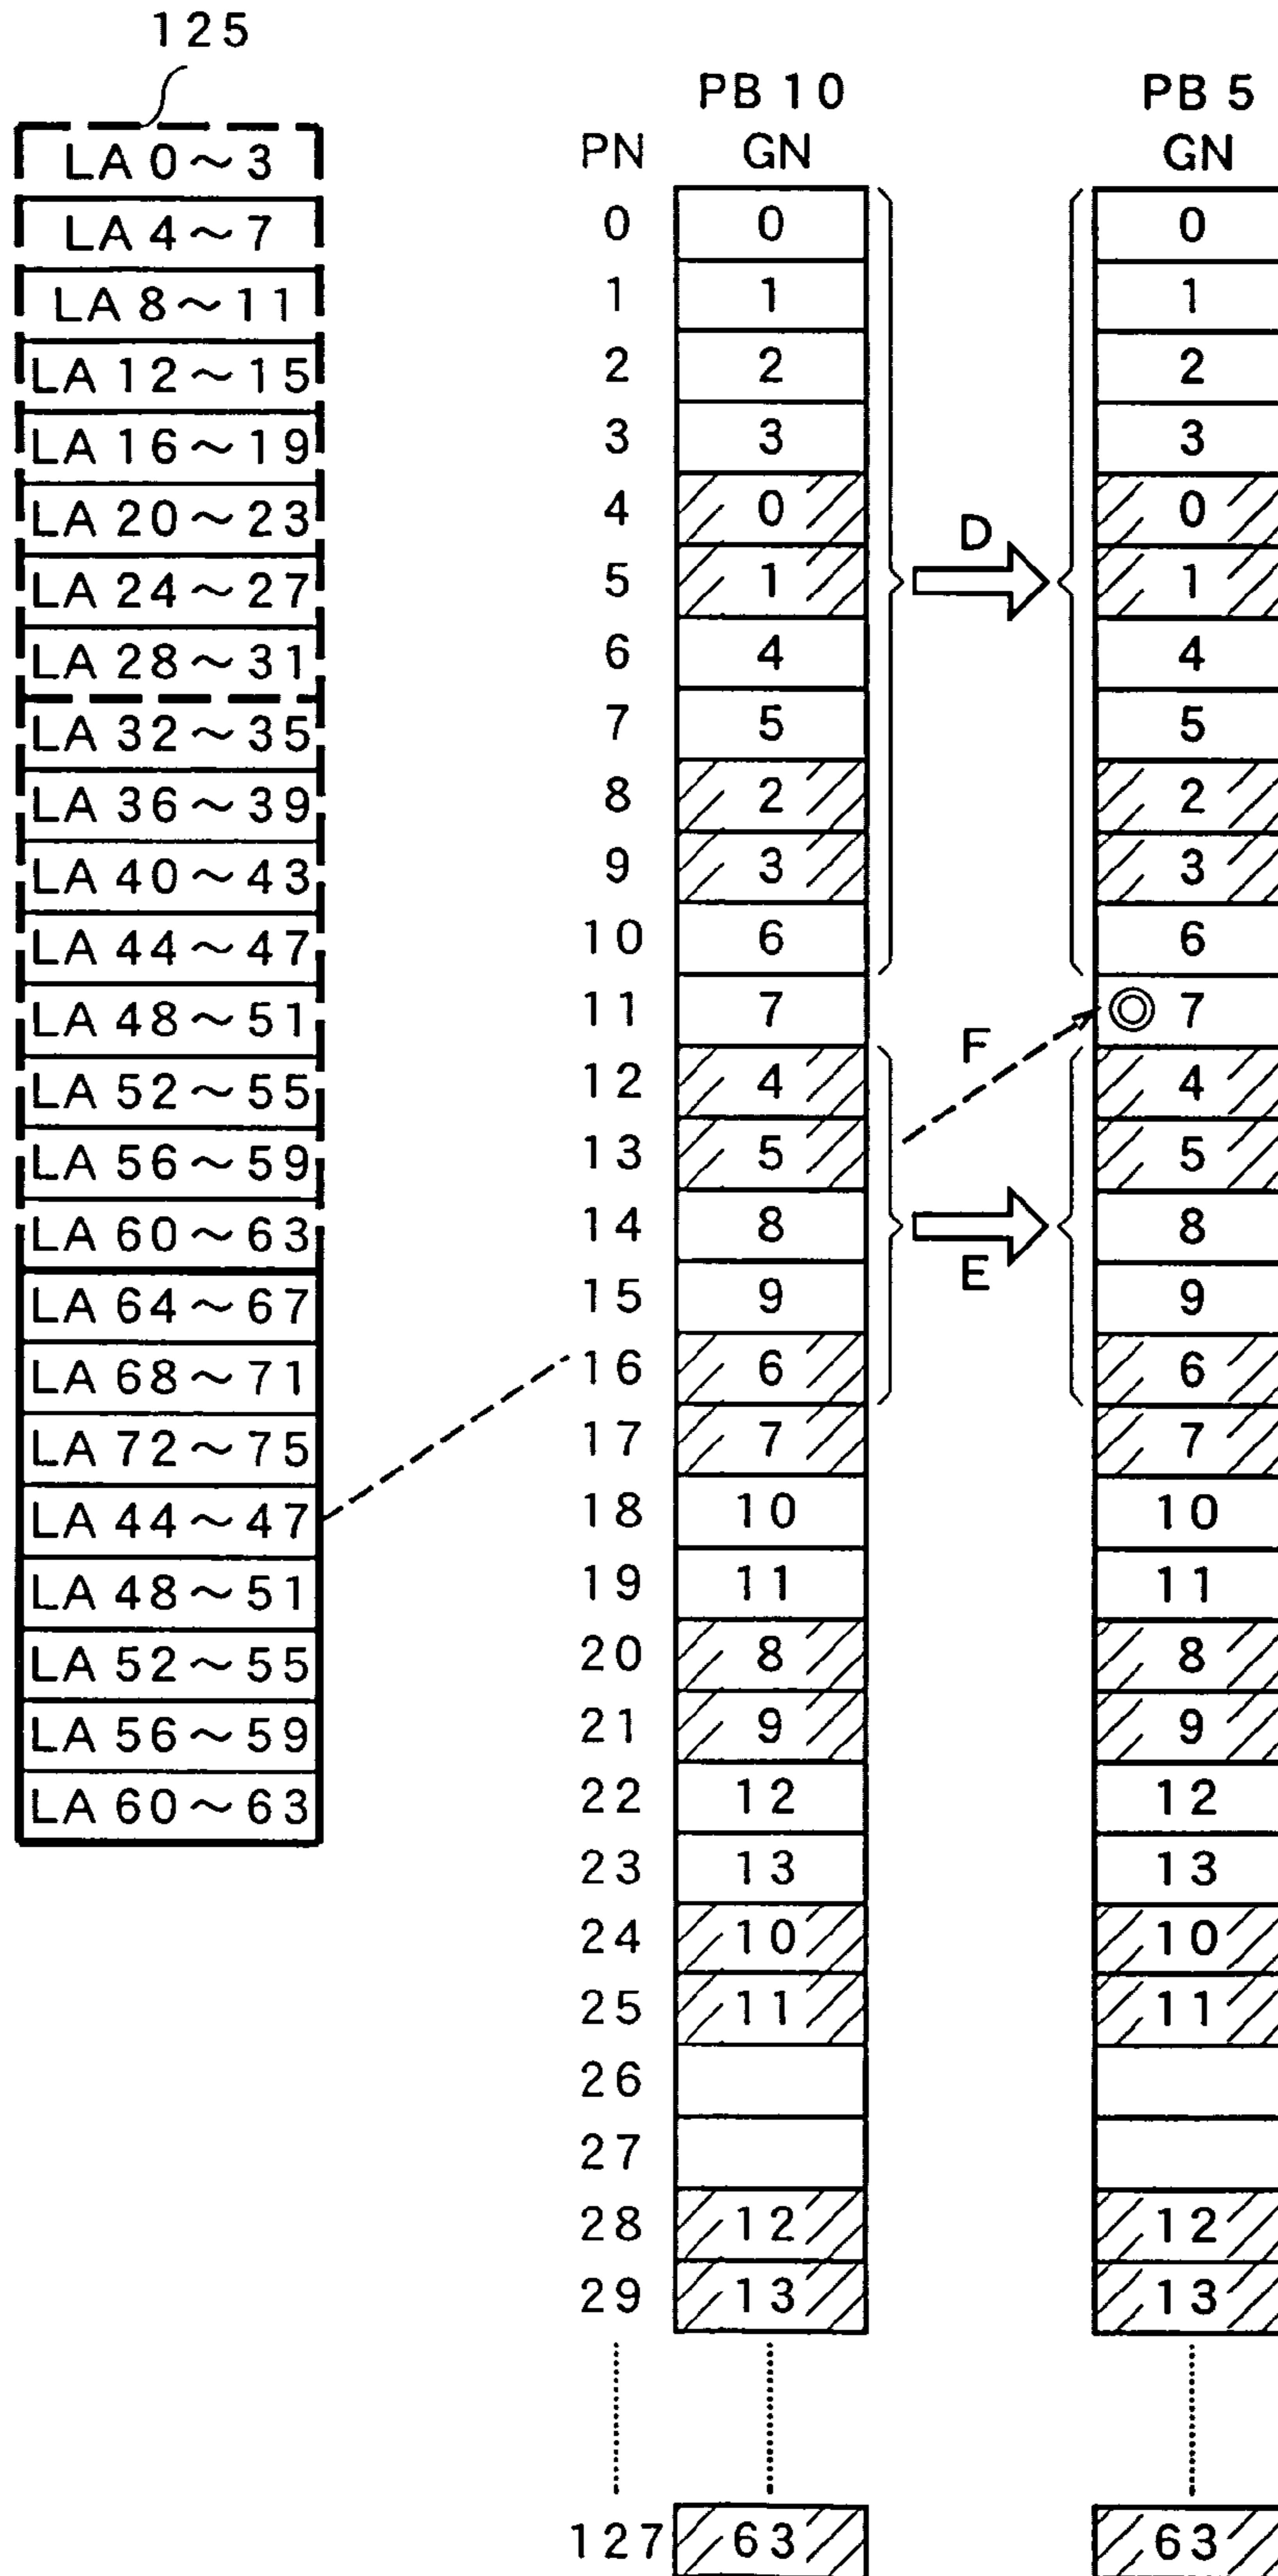 125
LA 0~3
LA 4~7
LA 8~11
LA 12~15
LA 16~19
LA 20~23
LA 24~27
LA 28~31
LA 32~35
LA 36~39
LA 40~43
LA 44~47
LA 48~51
LA 52~55
LA 56~59
LA 60~63
LA 64~67
LA 68~71
LA 72~75
LA 44~47
LA 48~51
LA 52~55
LA 56~59
LA 60~63
PB 10 PB 5
PN GN GN
0 0 0
1 1 1
2 2 2
3 3 3
4 0 0
5 1 D 1
6 4 4
7 5 5
8 2 2
9 3 3
10 6 6
11 7 ◎ 7
12 4 F 4
13 5 5
14 8 8
15 9 E 9
16 6 6
17 7 7
18 10 10
19 11 11
20 8 8
21 9 9
22 12 12
23 13 13
24 10 10
25 11 11
26
27
28 12 12
29 13 13
127 63 63